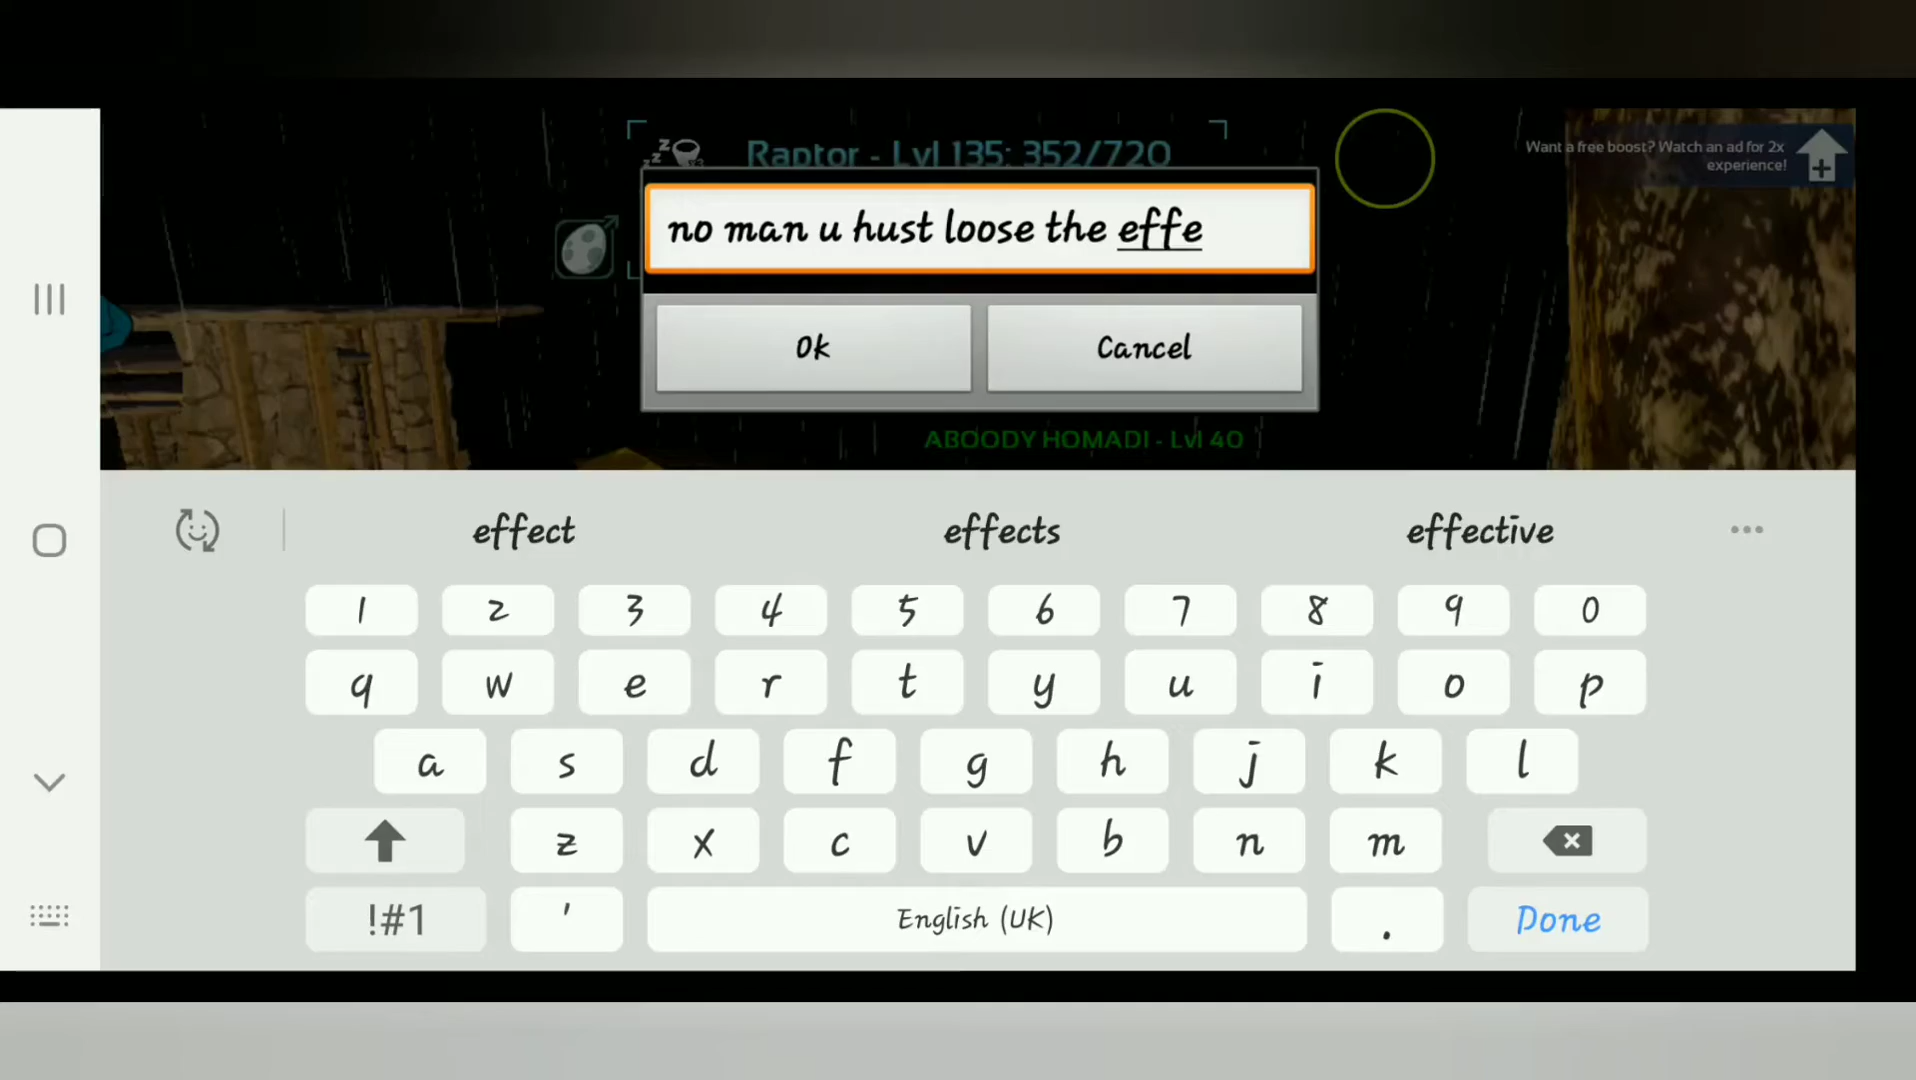 Raptor - Lvl 135: 352/720
Want a free boost? Watch an ad for 2x
experience!
no man u hust loose the effe
Ok Cancel
ABOODY HOMADI - Lvl 40
effect effects effective
1 2 3 4 5 6 7 8 9 0
q w e r t y u i o p
a s d f g h j k l
z x c v b n m
!#1 ' English (UK) . Done